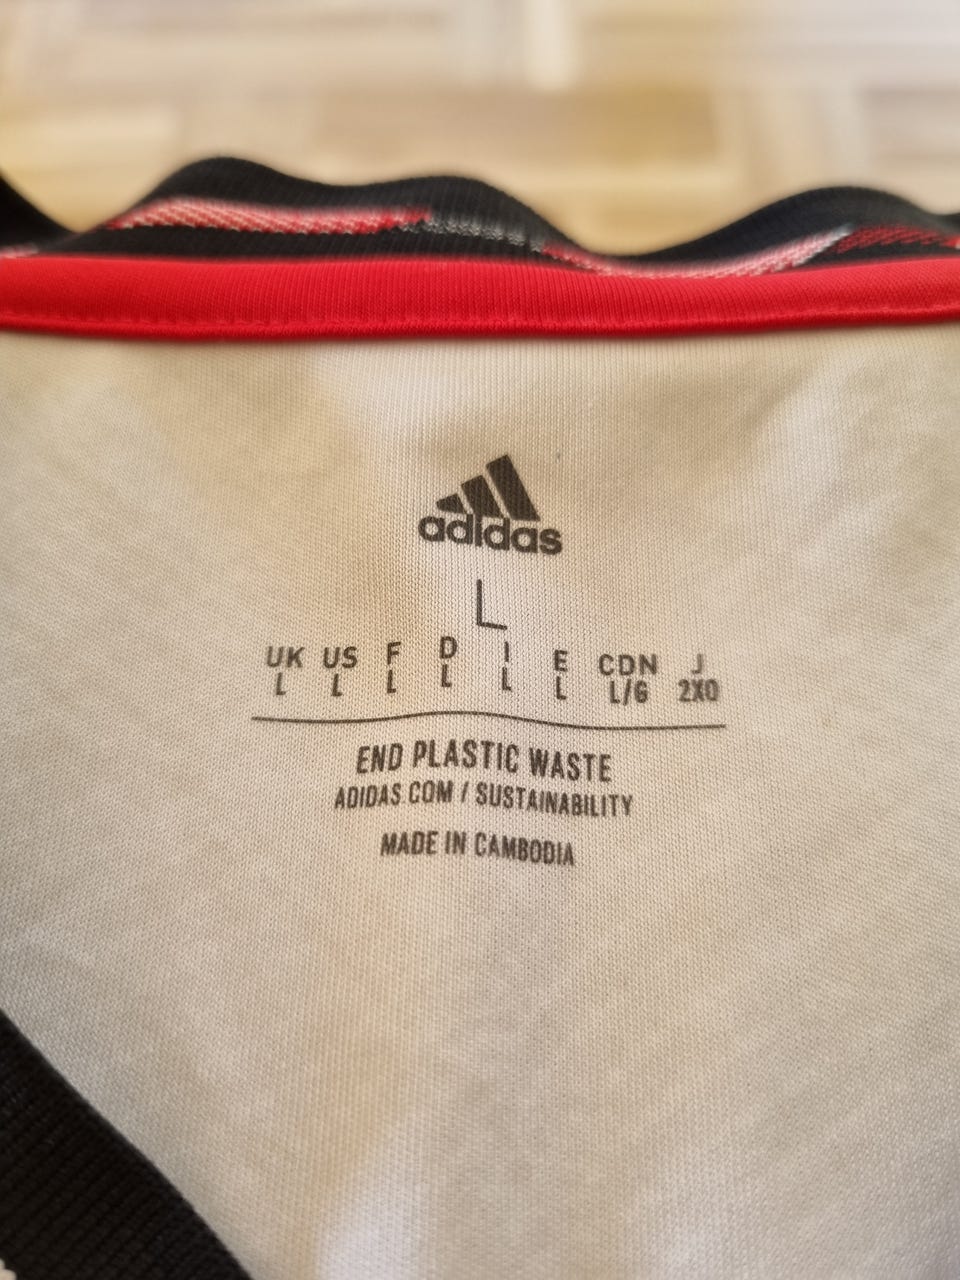 adidas
L
UK US F D I E CDN J
L L L L L L L/G 2XO
END PLASTIC WASTE
ADIDAS.COM / SUSTAINABILITY
MADE IN CAMBODIA